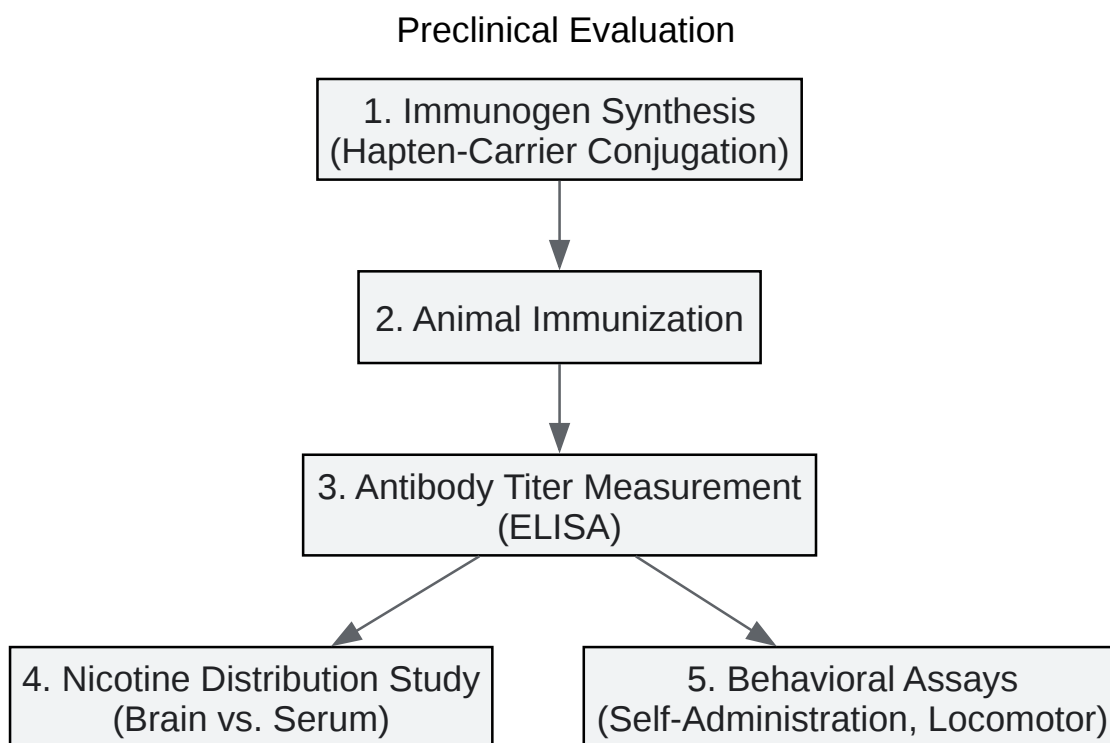 Preclinical Evaluation
1. Immunogen Synthesis
(Hapten-Carrier Conjugation)
2. Animal Immunization
3. Antibody Titer Measurement
(ELISA)
4. Nicotine Distribution Study
(Brain vs. Serum)
5. Behavioral Assays
(Self-Administration, Locomotor)